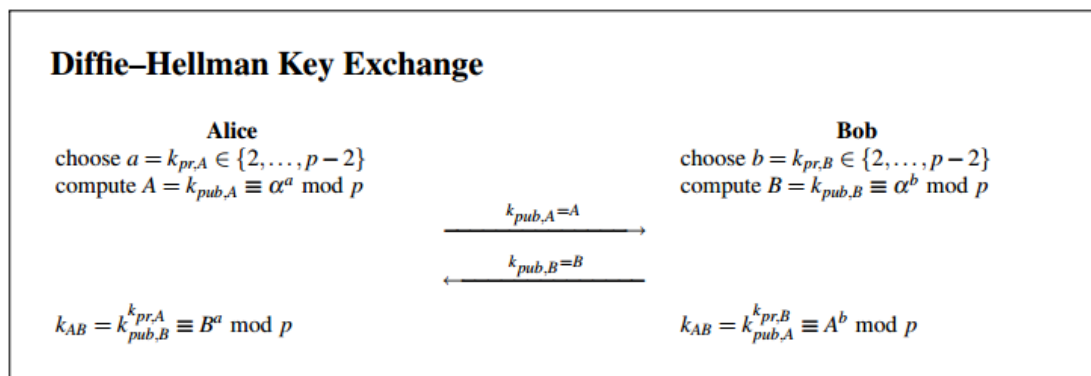 Diffie–Hellman Key Exchange
Alice
Bob
choose a = k_{pr,A} ∈ {2,...,p−2}
choose b = k_{pr,B} ∈ {2,...,p−2}
compute A = k_{pub,A} ≡ α^a mod p
compute B = k_{pub,B} ≡ α^b mod p
k_{pub,A}=A
k_{pub,B}=B
k_{AB} = k_{pub,B}^{k_{pr,A}} ≡ B^a mod p
k_{AB} = k_{pub,A}^{k_{pr,B}} ≡ A^b mod p